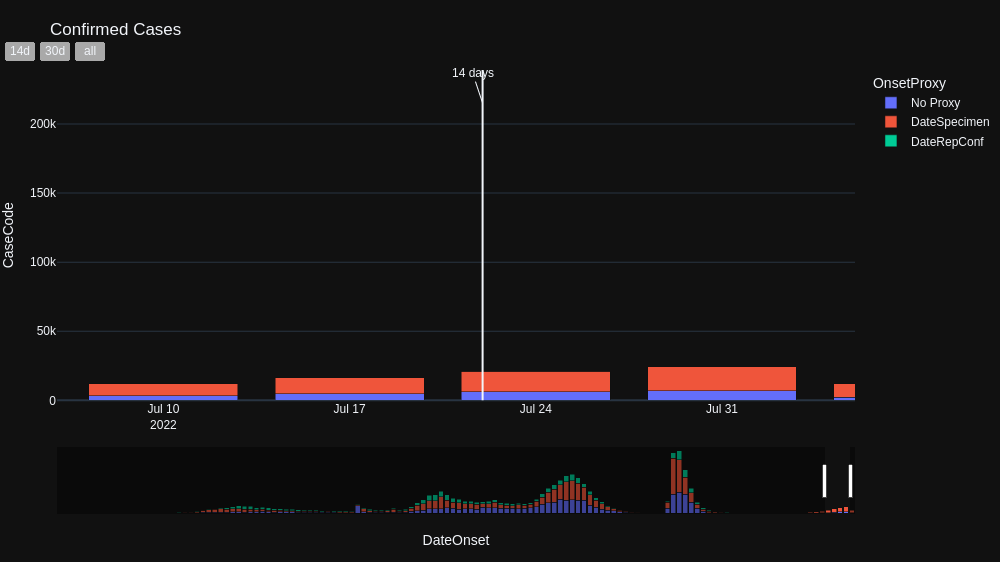 Confirmed Cases
14d 30d all
14 days
OnsetProxy
No Proxy
DateSpecimen
DateRepConf
CaseCode
200k
150k
100k
50k
0
Jul 10 Jul 17 Jul 24 Jul 31
2022
DateOnset